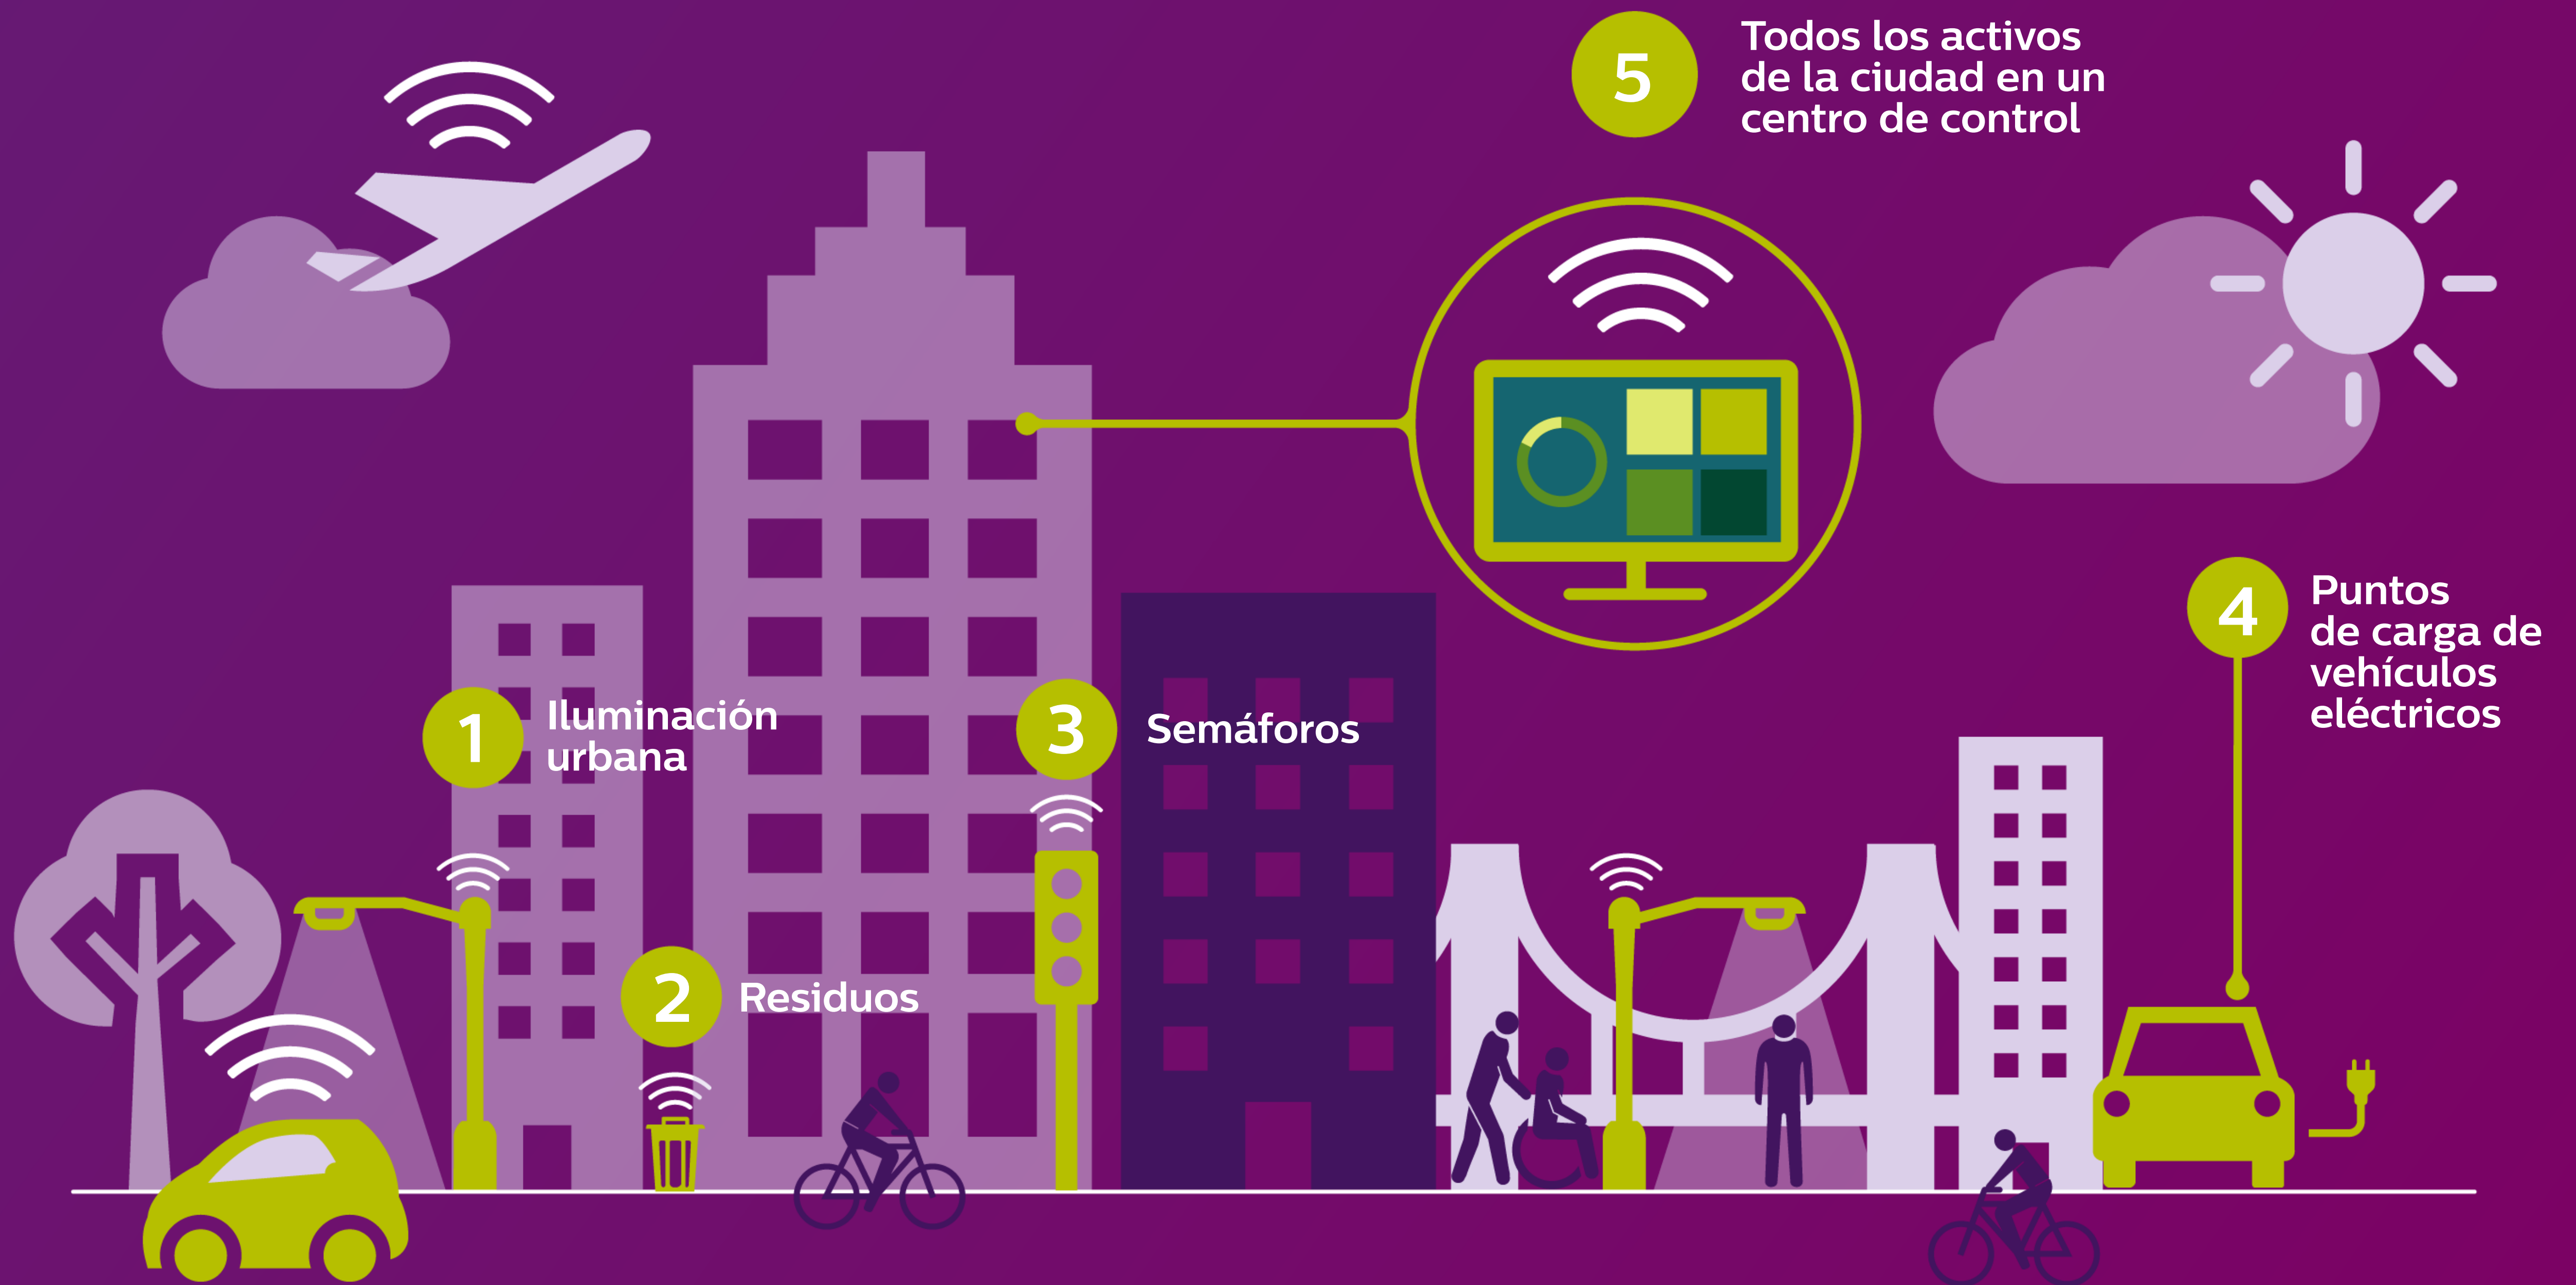 5
Todos los activos
de la ciudad en un
centro de control
4
Puntos
de carga de
vehículos
eléctricos
1
Iluminación
urbana
3
Semáforos
2
Residuos